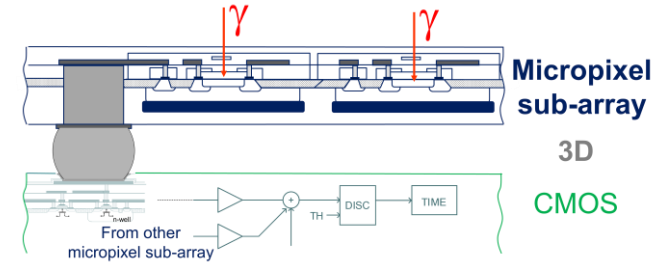 γ
γ
Micropixel
sub-array
3D
CMOS
n-well
From other
micropixel sub-array
+
TH
DISC
TIME